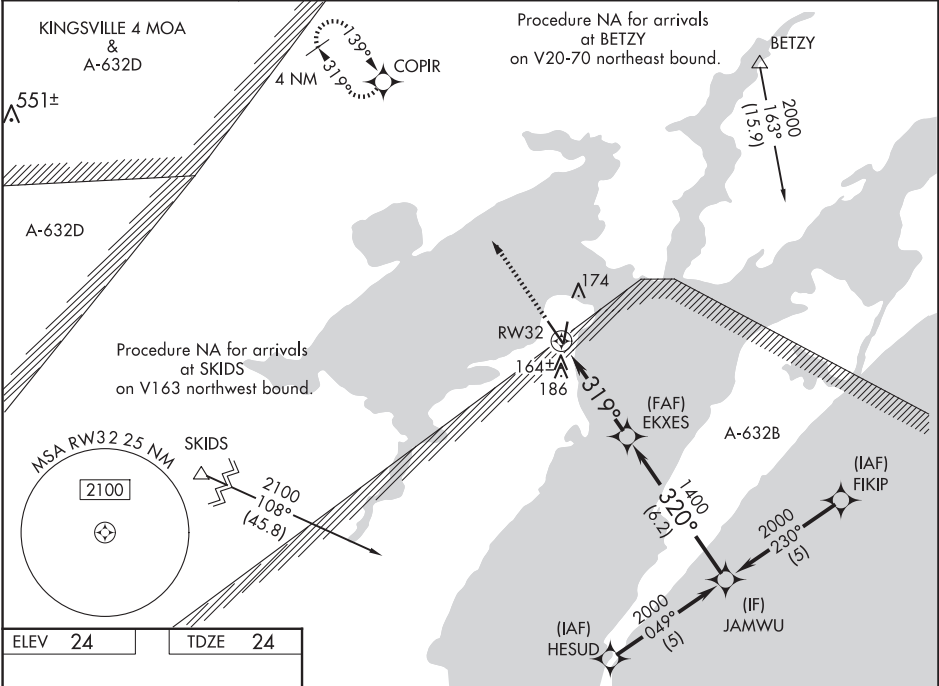 KINGSVILLE 4 MOA
&
A-632D
551±
A-632D
4 NM
139°
319°
COPIR
Procedure NA for arrivals
at BETZY
on V20-70 northeast bound.
BETZY
2000
163°
(15.9)
174
RW32
164±
186
Procedure NA for arrivals
at SKIDS
on V163 northwest bound.
319°
(FAF)
EKXES
A-632B
(IAF)
FIKIP
MSA RW32 25 NM
2100
SKIDS
2100
108°
(45.8)
1400
320°
(6.2)
2000
230°
(5)
(IF)
JAMWU
2000
049°
(5)
(IAF)
HESUD
ELEV 24
TDZE 24